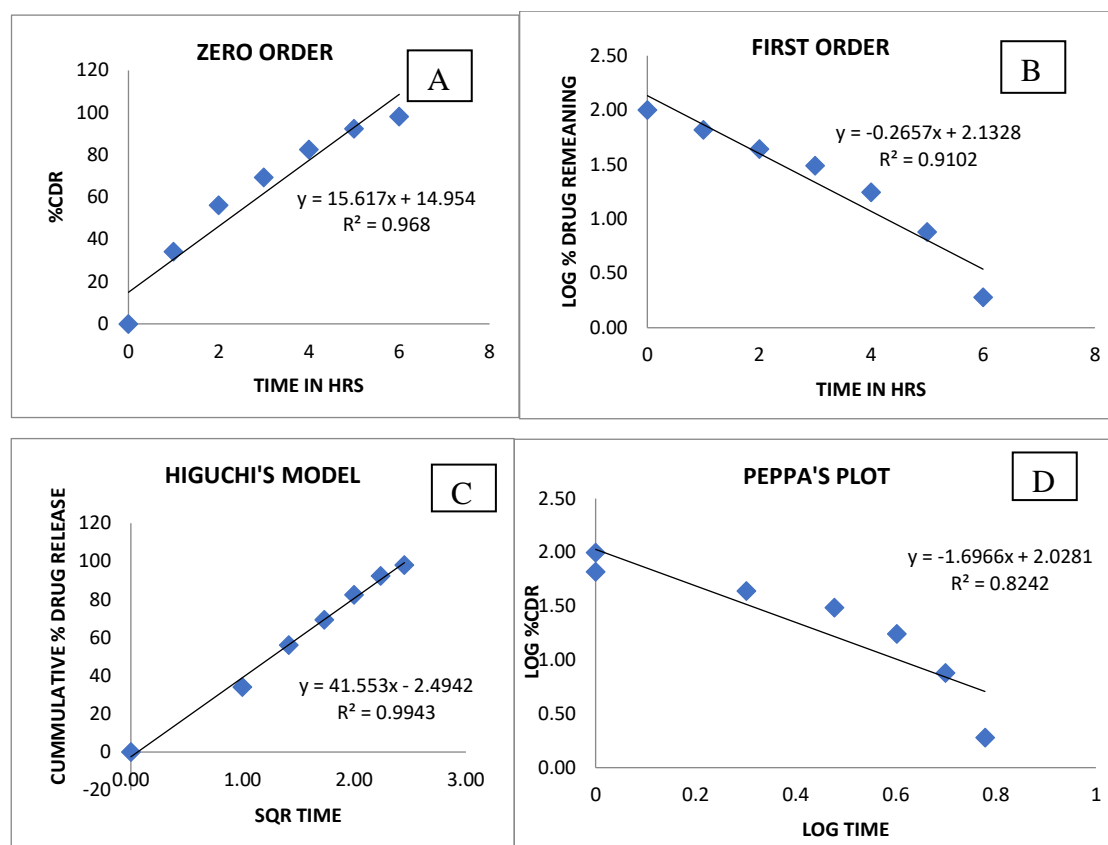 ZERO ORDER
A
%CDR
120
100
80
60
40
20
0
y = 15.617x + 14.954
R² = 0.968
0 2 4 6 8
TIME IN HRS
FIRST ORDER
B
LOG % DRUG REMEANING
2.50
2.00
1.50
1.00
0.50
0.00
y = -0.2657x + 2.1328
R² = 0.9102
0 2 4 6 8
TIME IN HRS
HIGUCHI'S MODEL
C
CUMMULATIVE % DRUG RELEASE
120
100
80
60
40
20
0
-20
y = 41.553x - 2.4942
R² = 0.9943
0.00 1.00 2.00 3.00
SQR TIME
PEPPA'S PLOT
D
LOG %CDR
2.50
2.00
1.50
1.00
0.50
0.00
y = -1.6966x + 2.0281
R² = 0.8242
0 0.2 0.4 0.6 0.8 1
LOG TIME